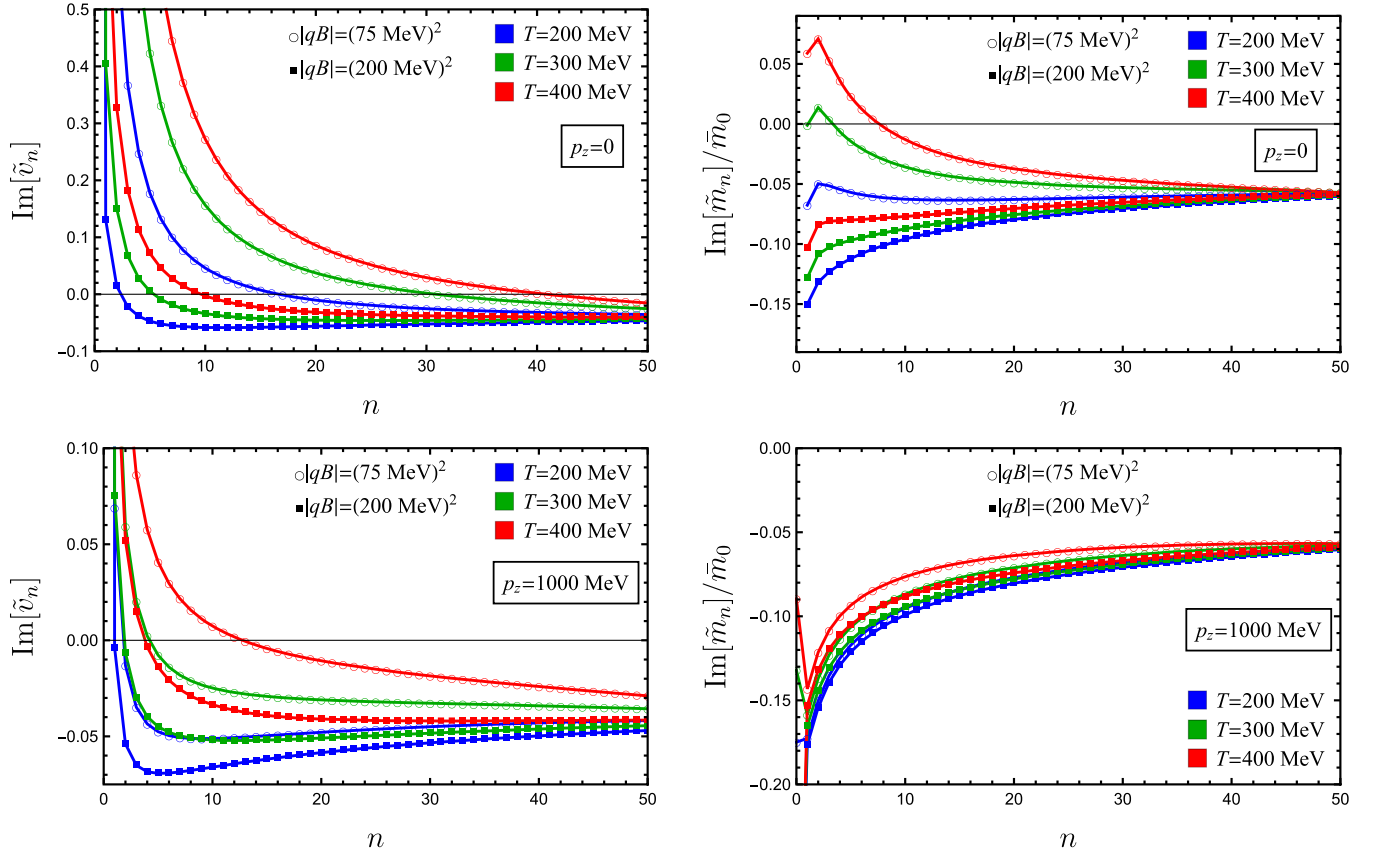 0.5
0.4
0.3
0.2
0.1
0.0
−0.1
Im[ṽₙ]
○|qB|=(75 MeV)²
■|qB|=(200 MeV)²
T=200 MeV
T=300 MeV
T=400 MeV
p_z=0
0 10 20 30 40 50
n
0.05
0.00
−0.05
−0.10
−0.15
Im[m̃ₙ]/m̄₀
○|qB|=(75 MeV)²
■|qB|=(200 MeV)²
T=200 MeV
T=300 MeV
T=400 MeV
p_z=0
0 10 20 30 40 50
n
0.10
0.05
0.00
−0.05
Im[ṽₙ]
○|qB|=(75 MeV)²
■|qB|=(200 MeV)²
T=200 MeV
T=300 MeV
T=400 MeV
p_z=1000 MeV
0 10 20 30 40 50
n
0.00
−0.05
−0.10
−0.15
−0.20
Im[m̃ₙ]/m̄₀
○|qB|=(75 MeV)²
■|qB|=(200 MeV)²
p_z=1000 MeV
T=200 MeV
T=300 MeV
T=400 MeV
0 10 20 30 40 50
n